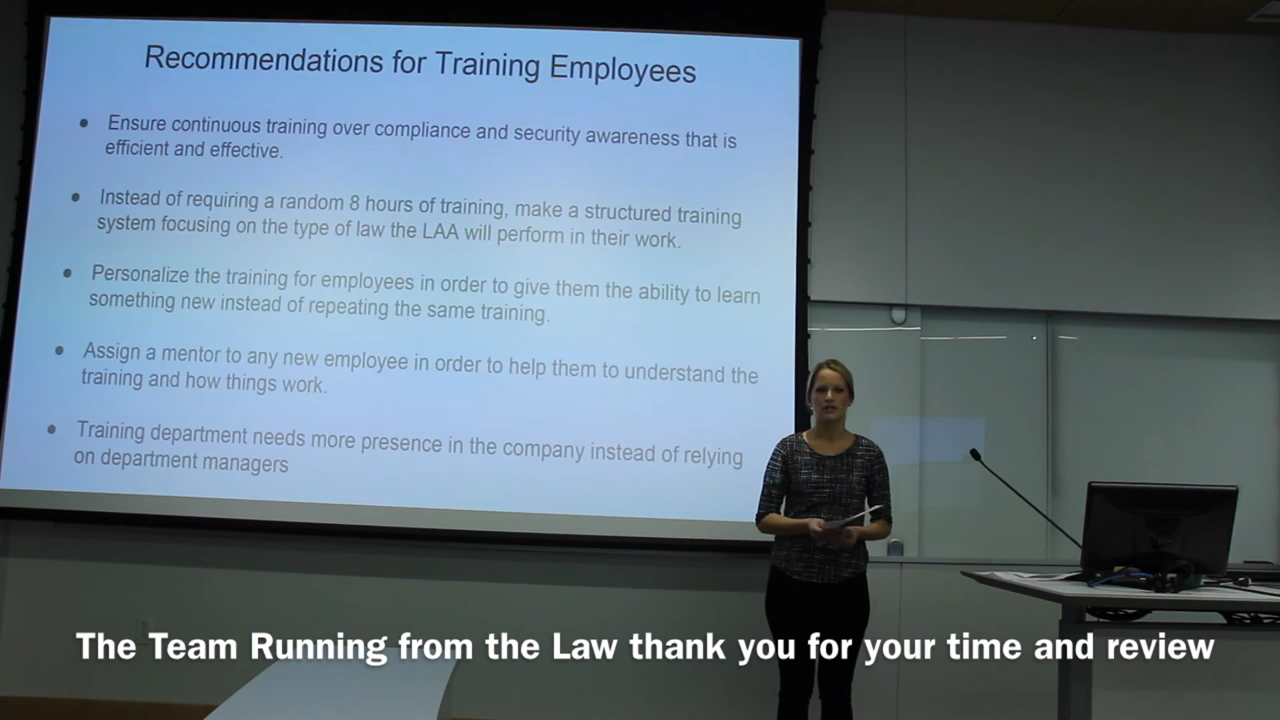 Recommendations for Training Employees
● Ensure continuous training over compliance and security awareness that is
efficient and effective.
● Instead of requiring a random 8 hours of training, make a structured training
system focusing on the type of law the LAA will perform in their work.
● Personalize the training for employees in order to give them the ability to learn
something new instead of repeating the same training.
● Assign a mentor to any new employee in order to help them to understand the
training and how things work.
● Training department needs more presence in the company instead of relying
on department managers
The Team Running from the Law thank you for your time and review